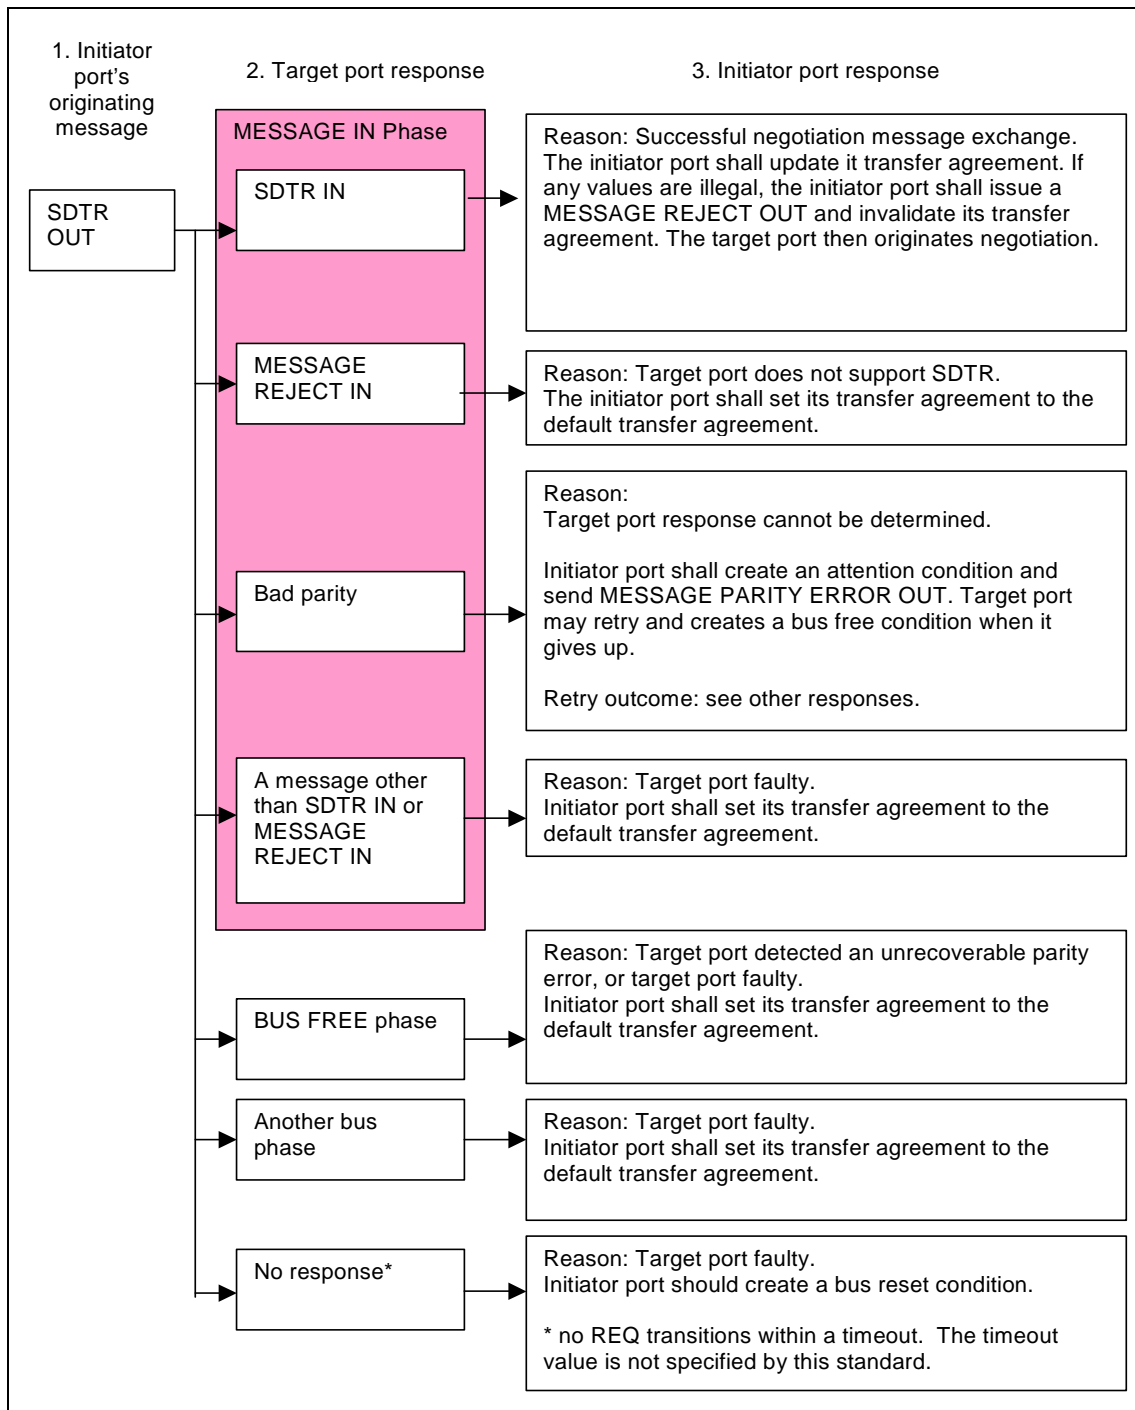 1. Initiator
port's
originating
message
2. Target port response
3. Initiator port response
SDTR
OUT
MESSAGE IN Phase
SDTR IN
Reason: Successful negotiation message exchange.
The initiator port shall update it transfer agreement. If
any values are illegal, the initiator port shall issue a
MESSAGE REJECT OUT and invalidate its transfer
agreement. The target port then originates negotiation.
MESSAGE
REJECT IN
Reason: Target port does not support SDTR.
The initiator port shall set its transfer agreement to the
default transfer agreement.
Bad parity
Reason:
Target port response cannot be determined.
Initiator port shall create an attention condition and
send MESSAGE PARITY ERROR OUT. Target port
may retry and creates a bus free condition when it
gives up.
Retry outcome: see other responses.
A message other
than SDTR IN or
MESSAGE
REJECT IN
Reason: Target port faulty.
Initiator port shall set its transfer agreement to the
default transfer agreement.
BUS FREE phase
Reason: Target port detected an unrecoverable parity
error, or target port faulty.
Initiator port shall set its transfer agreement to the
default transfer agreement.
Another bus
phase
Reason: Target port faulty.
Initiator port shall set its transfer agreement to the
default transfer agreement.
No response*
Reason: Target port faulty.
Initiator port should create a bus reset condition.
* no REQ transitions within a timeout.  The timeout
value is not specified by this standard.